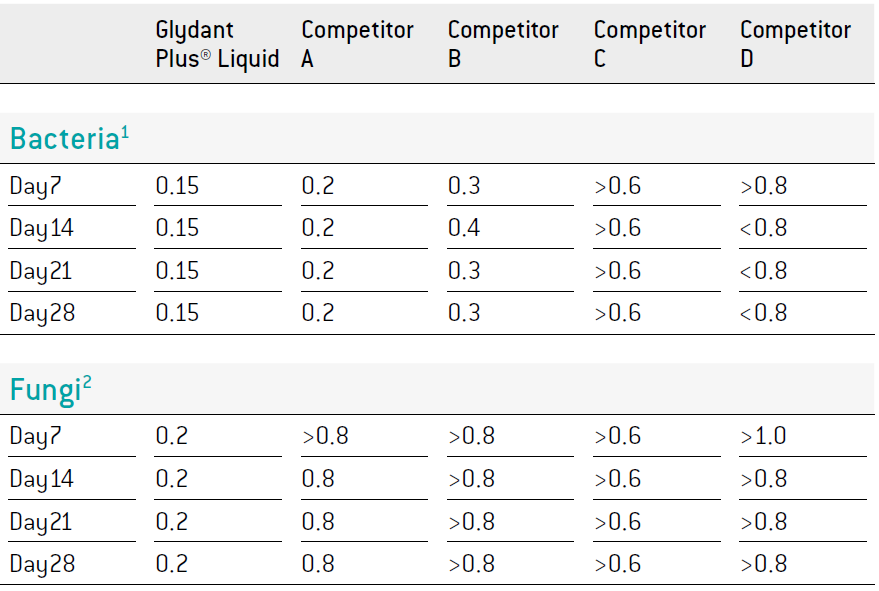 Glydant Plus® Liquid Competitor A Competitor B Competitor C Competitor D
Bacteria¹
Day7 0.15 0.2 0.3 >0.6 >0.8
Day14 0.15 0.2 0.4 >0.6 <0.8
Day21 0.15 0.2 0.3 >0.6 <0.8
Day28 0.15 0.2 0.3 >0.6 <0.8
Fungi²
Day7 0.2 >0.8 >0.8 >0.6 >1.0
Day14 0.2 0.8 >0.8 >0.6 >0.8
Day21 0.2 0.8 >0.8 >0.6 >0.8
Day28 0.2 0.8 >0.8 >0.6 >0.8